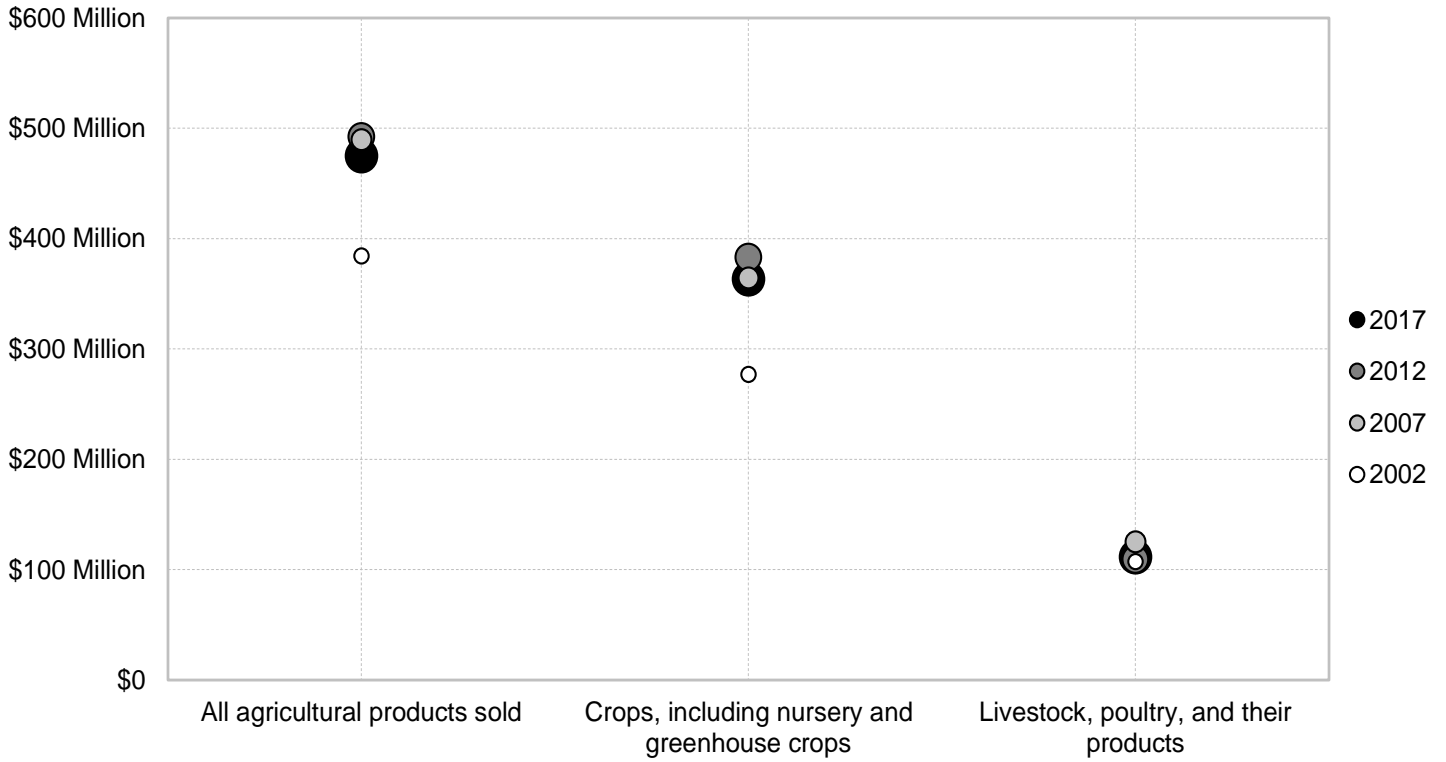 $600 Million
$500 Million
$400 Million
$300 Million
$200 Million
$100 Million
$0
All agricultural products sold
Crops, including nursery and
greenhouse crops
Livestock, poultry, and their
products
2017
2012
2007
2002